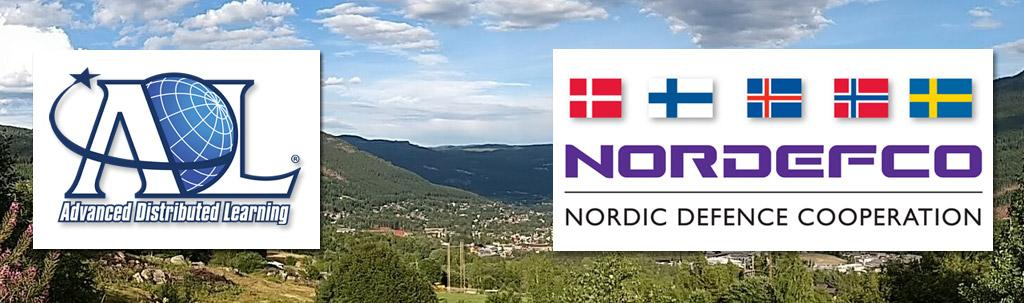 ADL®
Advanced Distributed Learning
NORDEFCO
NORDIC DEFENCE COOPERATION